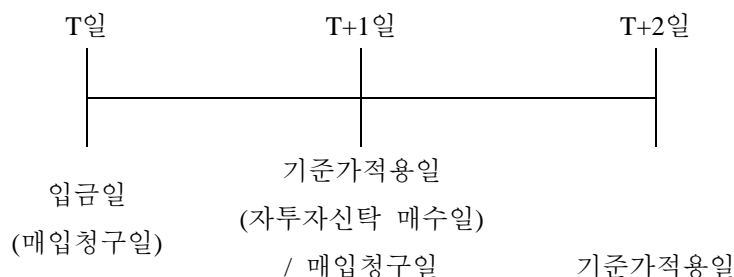 T일 T+1일 T+2일
입금일
(매입청구일)
기준가적용일
(자투자신탁 매수일)
/ 매입청구일
기준가적용일